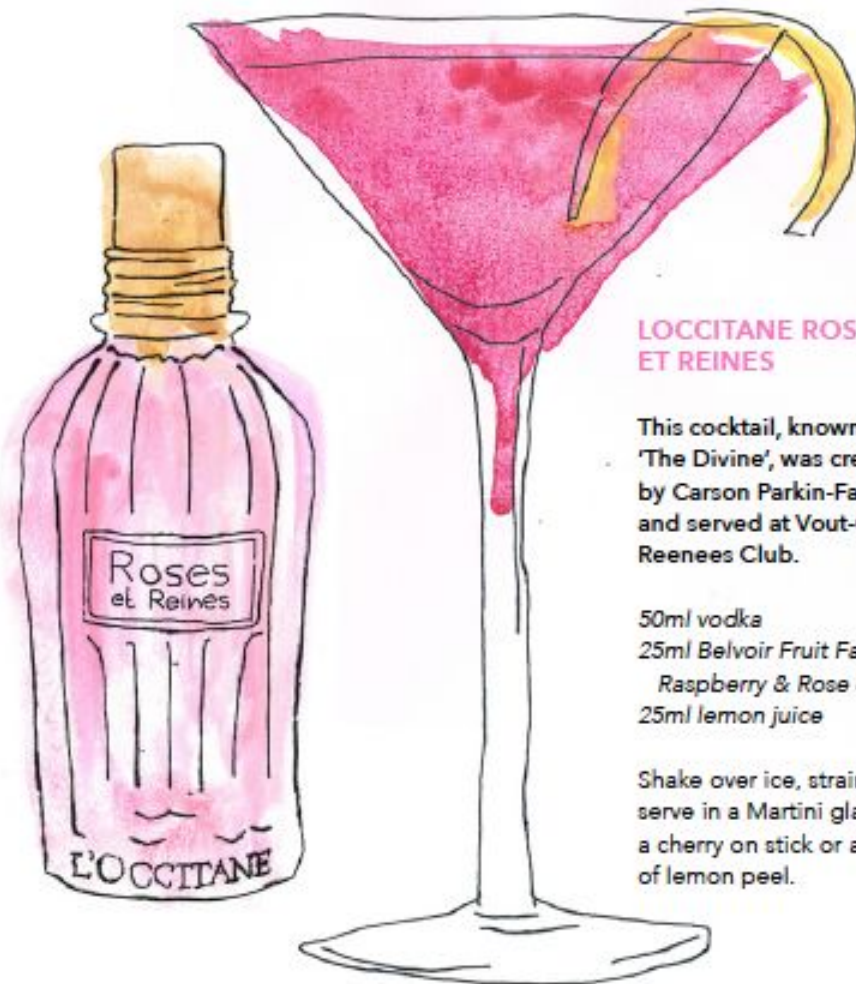 Roses
et Reines
L'OCCITANE
LOCCITANE ROS
ET REINES
This cocktail, known
'The Divine', was cre
by Carson Parkin-Fa
and served at Vout-
Reenees Club.
50ml vodka
25ml Belvoir Fruit Fa
Raspberry & Rose
25ml lemon juice
Shake over ice, strain
serve in a Martini gla
a cherry on stick or a
of lemon peel.